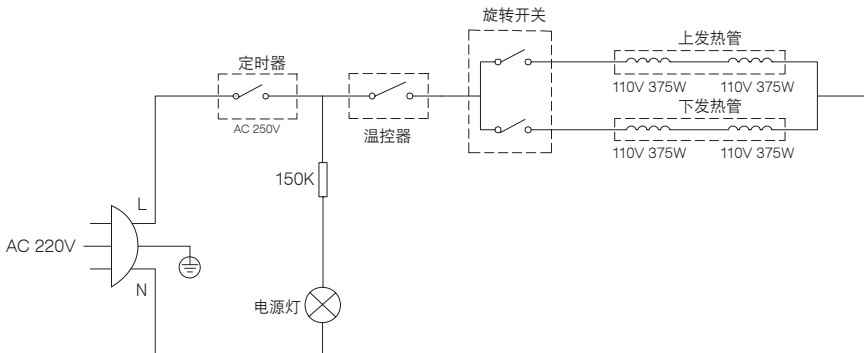 旋转开关
上发热管
定时器
110V 375W 110V 375W
AC 250V
温控器
下发热管
110V 375W 110V 375W
150K
L
AC 220V
N
电源灯